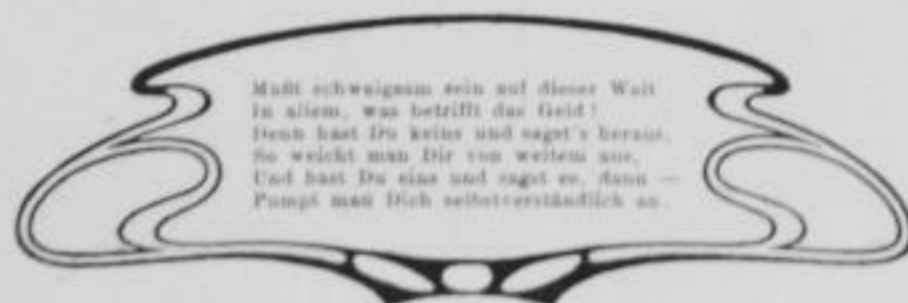 Mußt schweigsam sein auf dieser Welt
In allem, was betrifft das Geld!
Denn hast Du keins und sagst's heraus,
So weicht man Dir von weitem aus,
Und hast Du eins und sagst es, dann —
Pumpt man Dich selbstverständlich an.